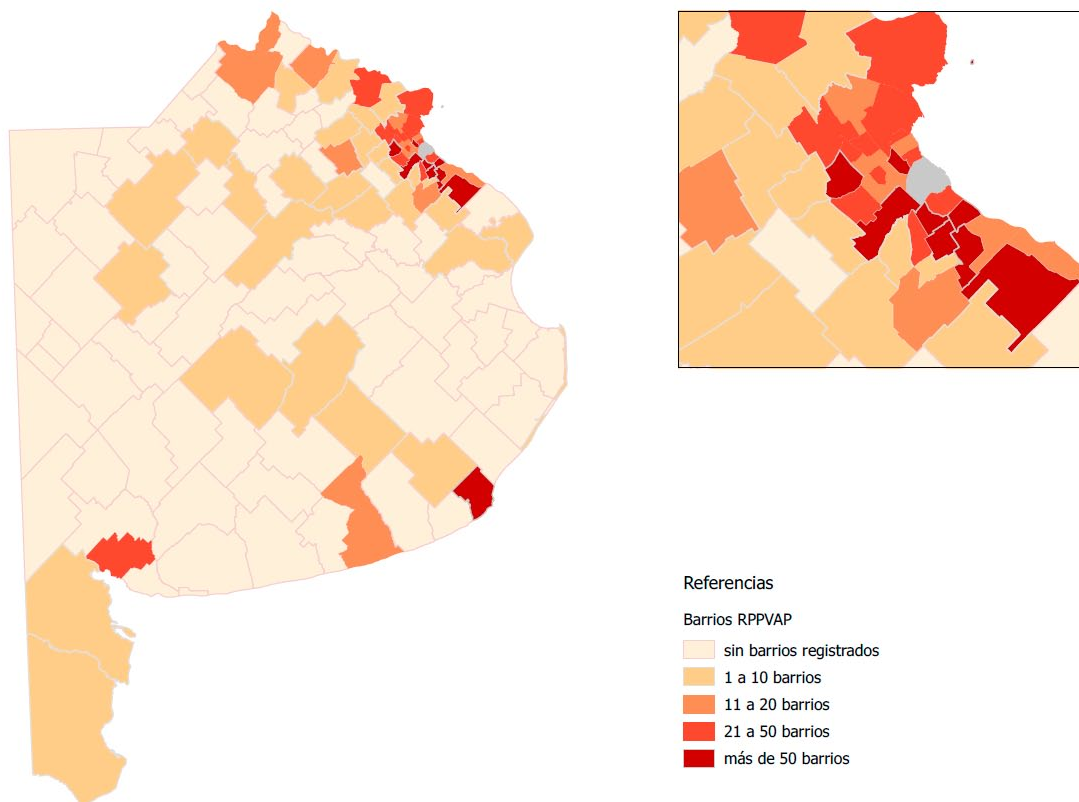 Referencias
Barrios RPPVAP
sin barrios registrados
1 a 10 barrios
11 a 20 barrios
21 a 50 barrios
más de 50 barrios